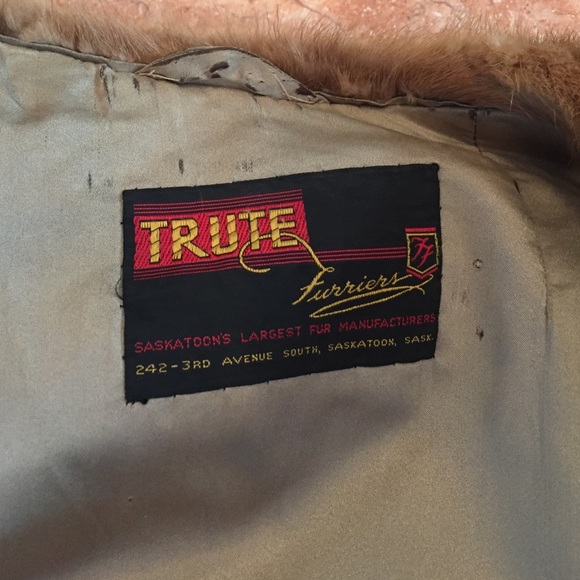 TRUTE
Furriers
SASKATOON'S LARGEST FUR MANUFACTURERS
242-3RD AVENUE SOUTH, SASKATOON, SASK.